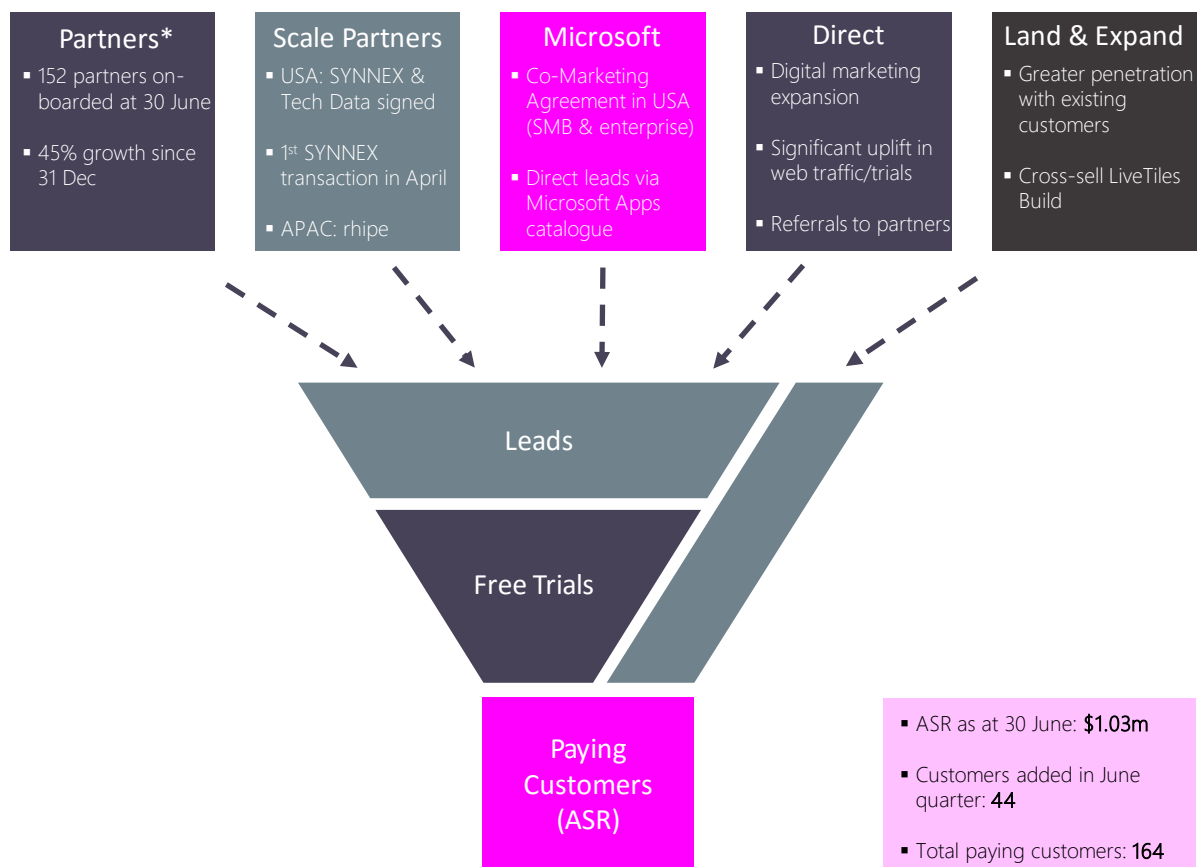 Partners*
▪ 152 partners on-
boarded at 30 June
▪ 45% growth since
31 Dec
Scale Partners
▪ USA: SYNNEX &
Tech Data signed
▪ 1st SYNNEX
transaction in April
▪ APAC: rhipe
Microsoft
▪ Co-Marketing
Agreement in USA
(SMB & enterprise)
▪ Direct leads via
Microsoft Apps
catalogue
Direct
▪ Digital marketing
expansion
▪ Significant uplift in
web traffic/trials
▪ Referrals to partners
Land & Expand
▪ Greater penetration
with existing
customers
▪ Cross-sell LiveTiles
Build
Leads
Free Trials
Paying
Customers
(ASR)
▪ ASR as at 30 June: $1.03m
▪ Customers added in June
quarter: 44
▪ Total paying customers: 164